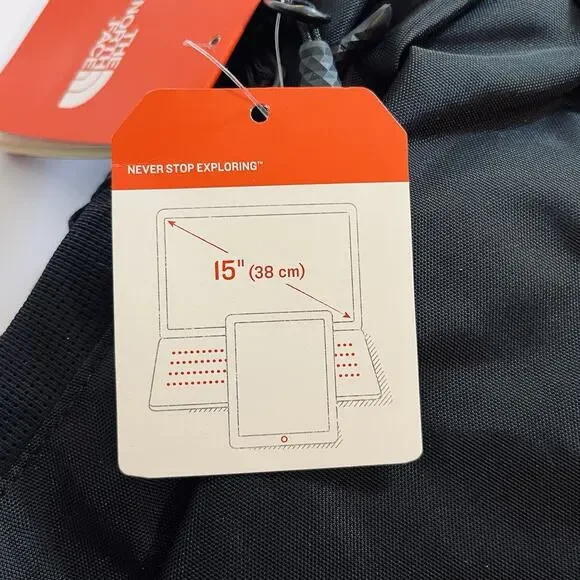 THE
NORTH
FACE
NEVER STOP EXPLORING™
15" (38 cm)